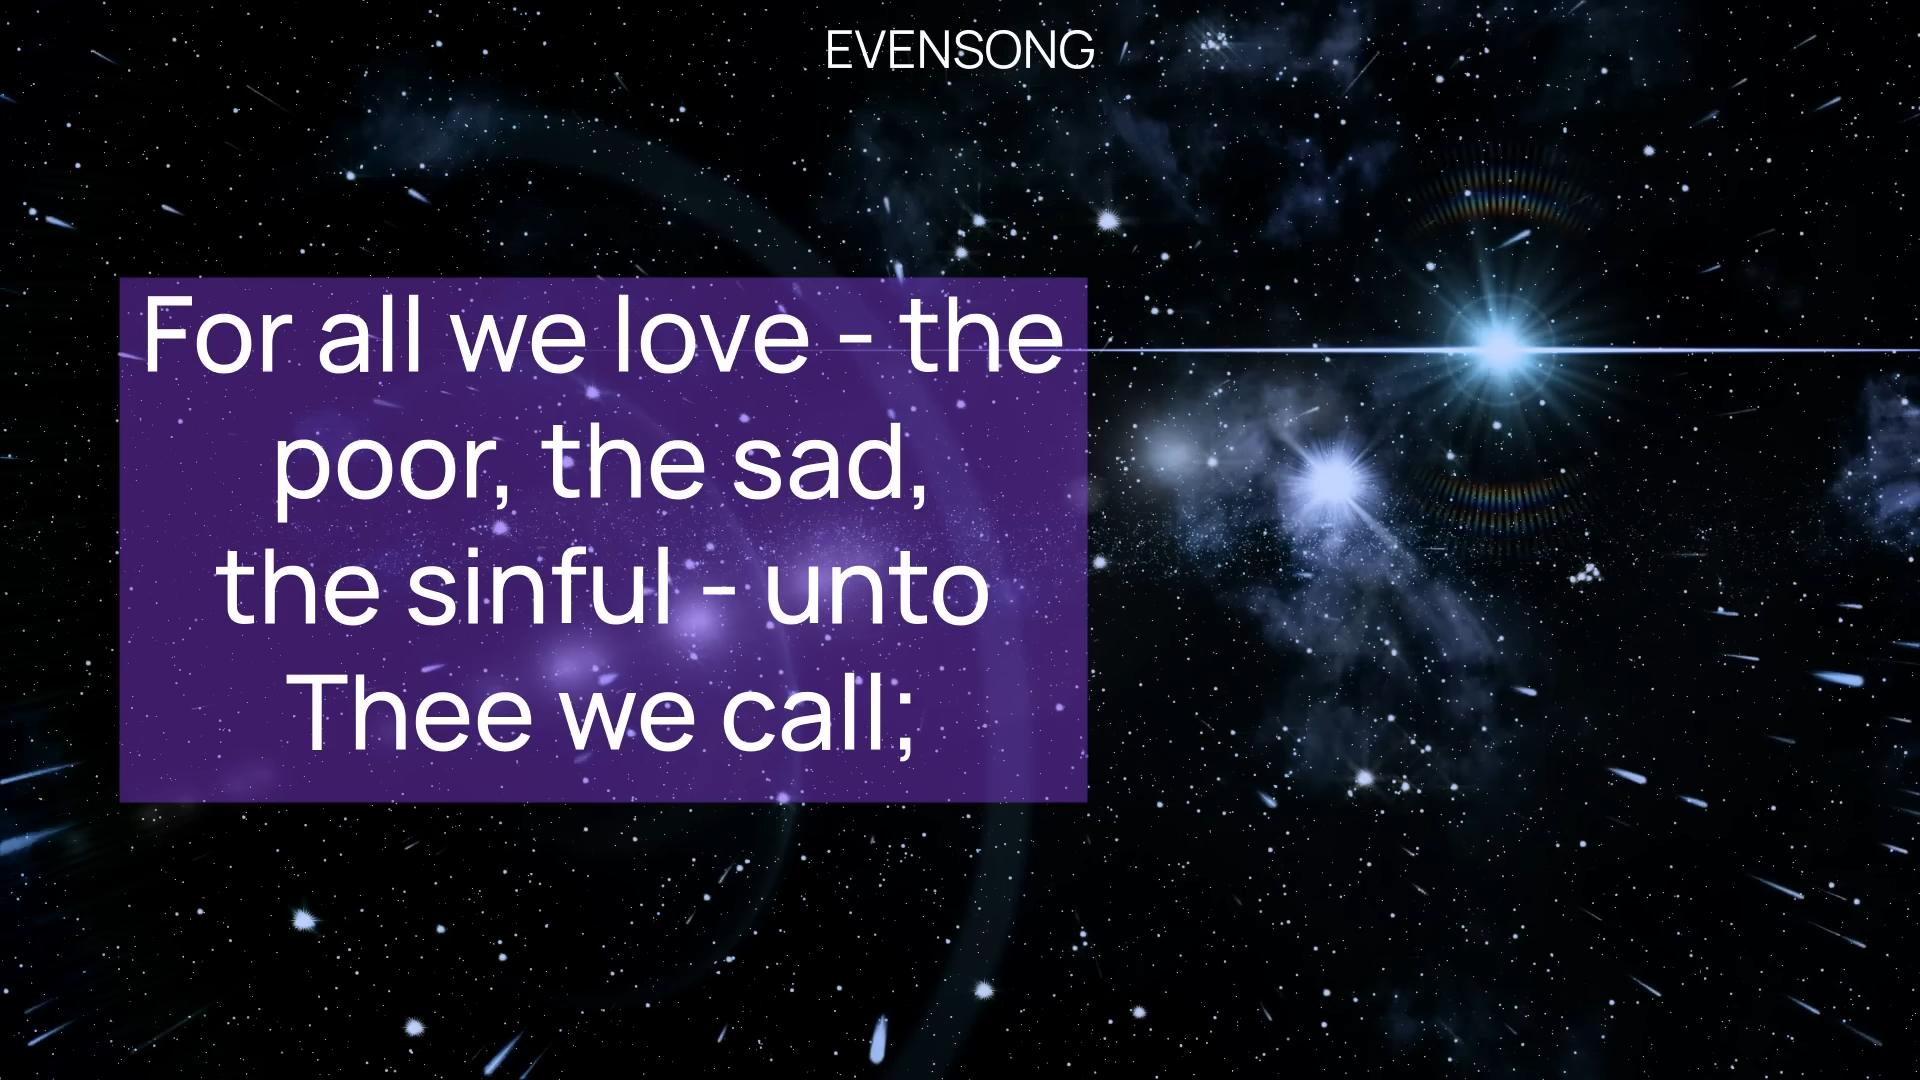 EVENSONG
For all we love - the
poor, the sad,
the sinful - unto
Thee we call;